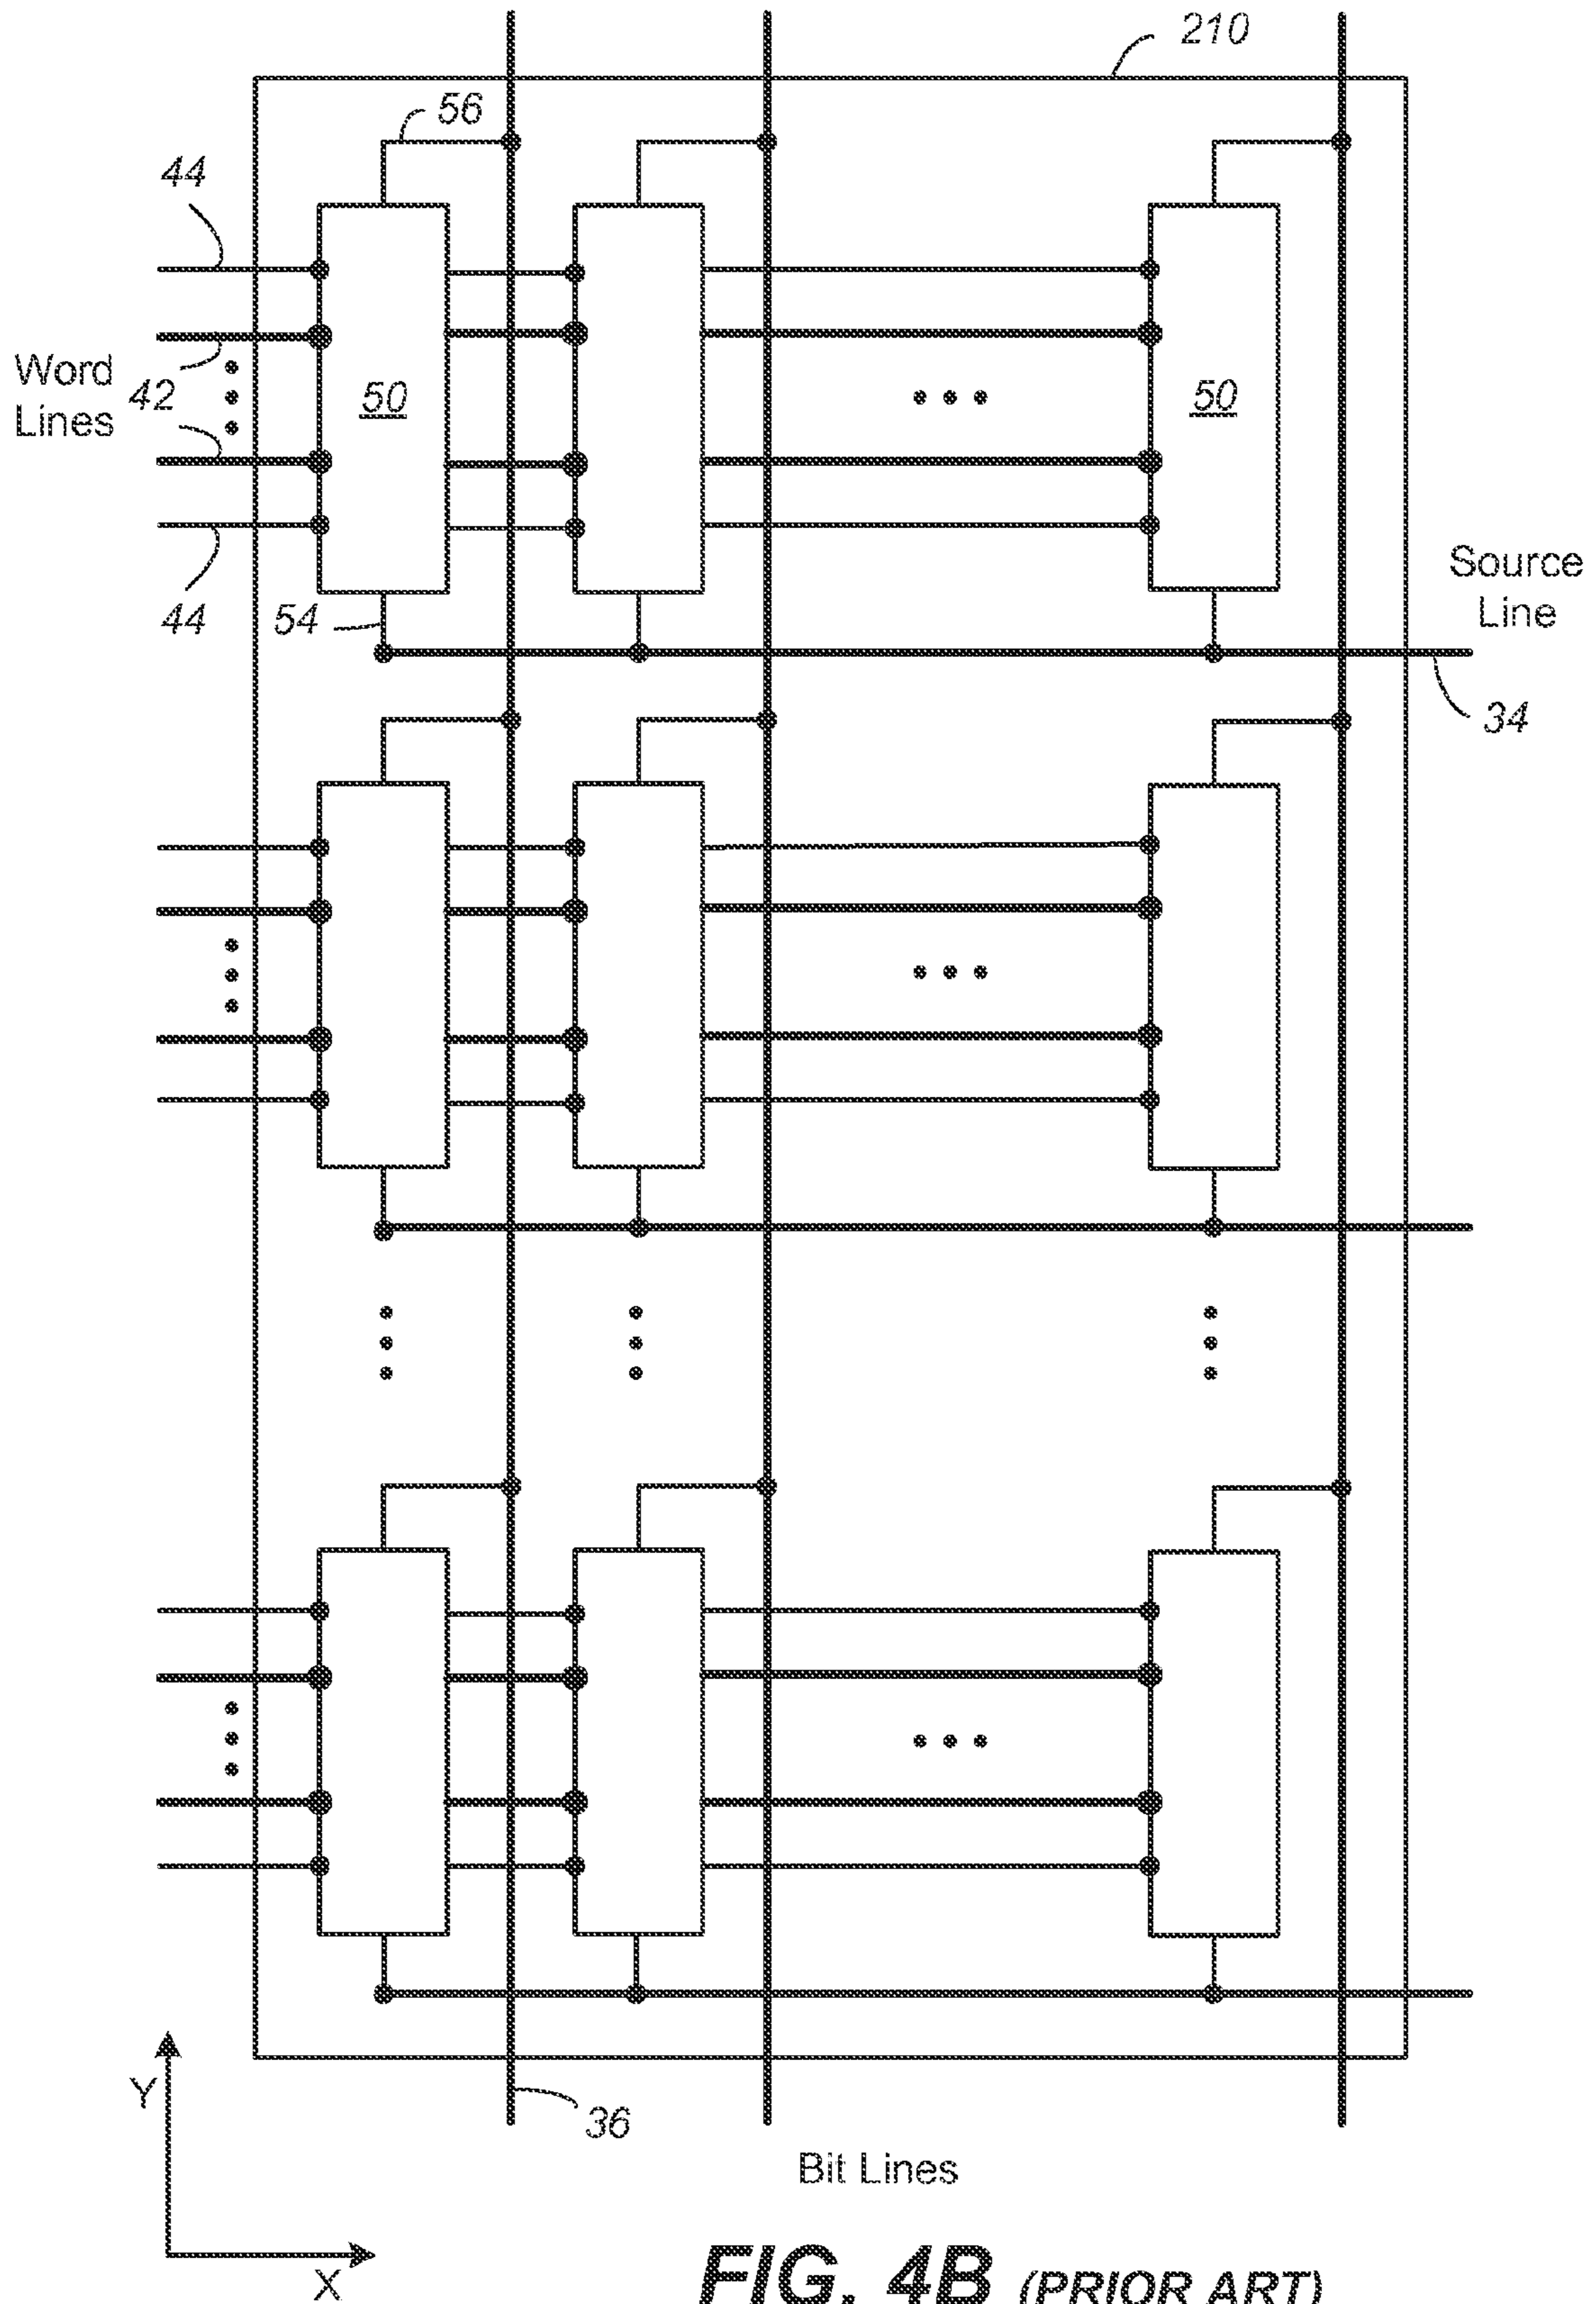 210
56
44
Word
Lines
42
50
50
44
54
Source
Line
34
Y
X
36
Bit Lines
FIG. 4B (PRIOR ART)